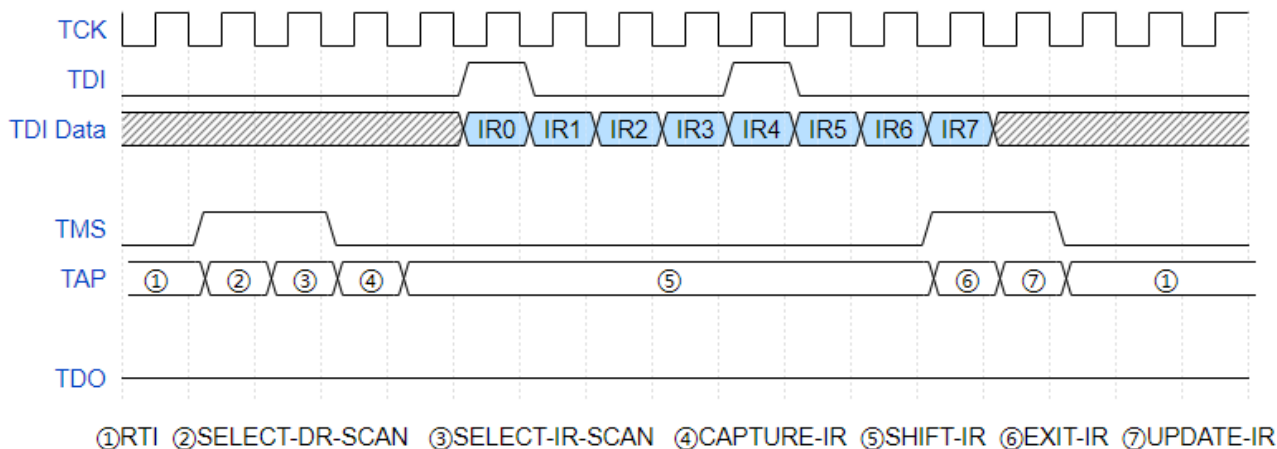 TCK
TDI
TDI Data IR0 IR1 IR2 IR3 IR4 IR5 IR6 IR7
TMS
TAP ① ② ③ ④ ⑤ ⑥ ⑦ ①
TDO
①RTI ②SELECT-DR-SCAN ③SELECT-IR-SCAN ④CAPTURE-IR ⑤SHIFT-IR ⑥EXIT-IR ⑦UPDATE-IR